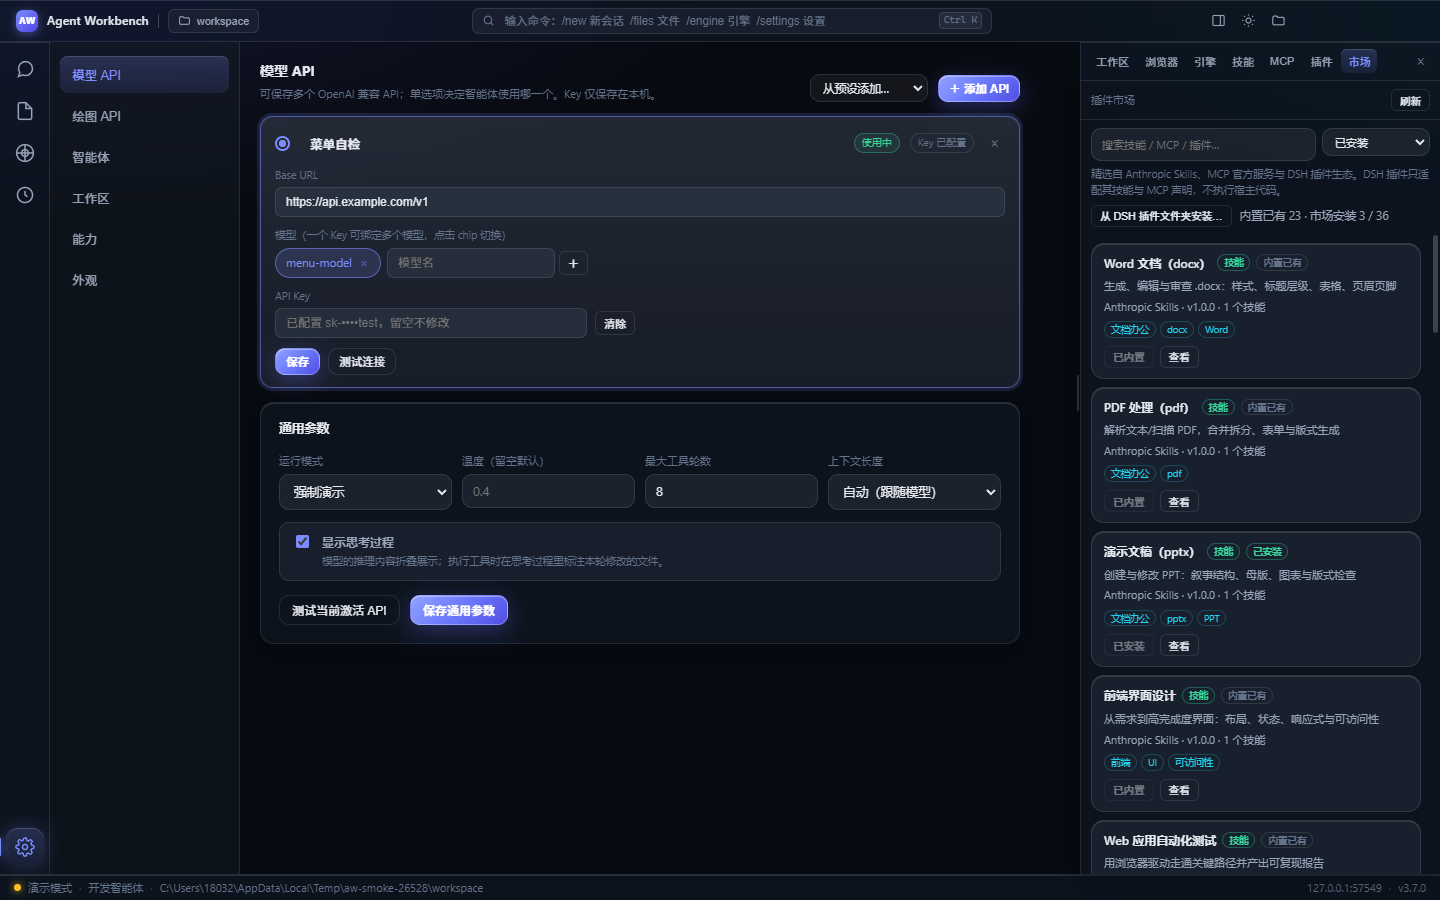 AW Agent Workbench workspace
输入命令：/new 新会话 /files 文件 /engine 引擎 /settings 设置 Ctrl K
模型 API
绘图 API
智能体
工作区
能力
外观
模型 API
可保存多个 OpenAI 兼容 API；单选项决定智能体使用哪一个。Key 仅保存在本机。
从预设添加... + 添加 API
菜单自检 使用中 Key 已配置 ×
Base URL
https://api.example.com/v1
模型（一个 Key 可绑定多个模型，点击 chip 切换）
menu-model × 模型名 +
API Key
已配置 sk-••••test，留空不修改 清除
保存 测试连接
通用参数
运行模式 温度（留空默认） 最大工具轮数 上下文长度
强制演示 0.4 8 自动（跟随模型）
显示思考过程
模型的推理内容折叠展示；执行工具时在思考过程里标注本轮修改的文件。
测试当前激活 API 保存通用参数
工作区 浏览器 引擎 技能 MCP 插件 市场 ×
插件市场 刷新
搜索技能 / MCP / 插件... 已安装
精选自 Anthropic Skills、MCP 官方服务与 DSH 插件生态。DSH 插件只适
配其技能与 MCP 声明，不执行宿主代码。
从 DSH 插件文件夹安装... 内置已有 23 · 市场安装 3 / 36
Word 文档（docx） 技能 内置已有
生成、编辑与审查 .docx：样式、标题层级、表格、页眉页脚
Anthropic Skills · v1.0.0 · 1 个技能
文档办公 docx Word
已内置 查看
PDF 处理（pdf） 技能 内置已有
解析文本/扫描 PDF，合并拆分、表单与版式生成
Anthropic Skills · v1.0.0 · 1 个技能
文档办公 pdf
已内置 查看
演示文稿（pptx） 技能 已安装
创建与修改 PPT：叙事结构、母版、图表与版式检查
Anthropic Skills · v1.0.0 · 1 个技能
文档办公 pptx PPT
已安装 查看
前端界面设计 技能 内置已有
从需求到高完成度界面：布局、状态、响应式与可访问性
Anthropic Skills · v1.0.0 · 1 个技能
前端 UI 可访问性
已内置 查看
Web 应用自动化测试 技能 内置已有
用浏览器驱动走通关键路径并产出可复现报告
演示模式 · 开发智能体 · C:\Users\18032\AppData\Local\Temp\aw-smoke-26528\workspace
127.0.0.1:57549 · v3.7.0